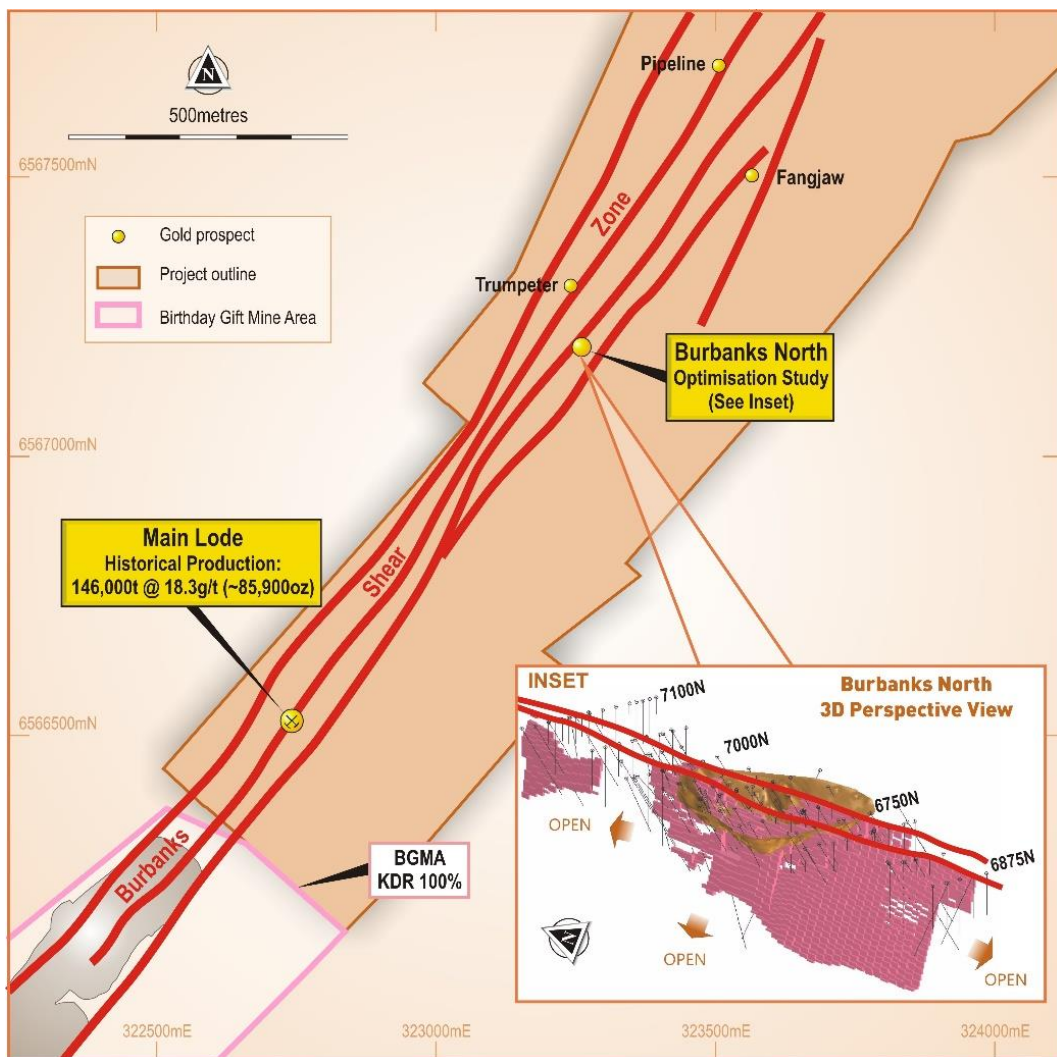 N
500metres
Pipeline
6567500mN
Fangjaw
Zone
Gold prospect
Project outline
Birthday Gift Mine Area
Trumpeter
Burbanks North
Optimisation Study
(See Inset)
6567000mN
Main Lode
Historical Production:
146,000t @ 18.3g/t (~85,900oz)
Shear
6566500mN
Burbanks
BGMA
KDR 100%
INSET
Burbanks North
3D Perspective View
7100N
7000N
6750N
6875N
OPEN
OPEN
OPEN
N
322500mE
323000mE
323500mE
324000mE